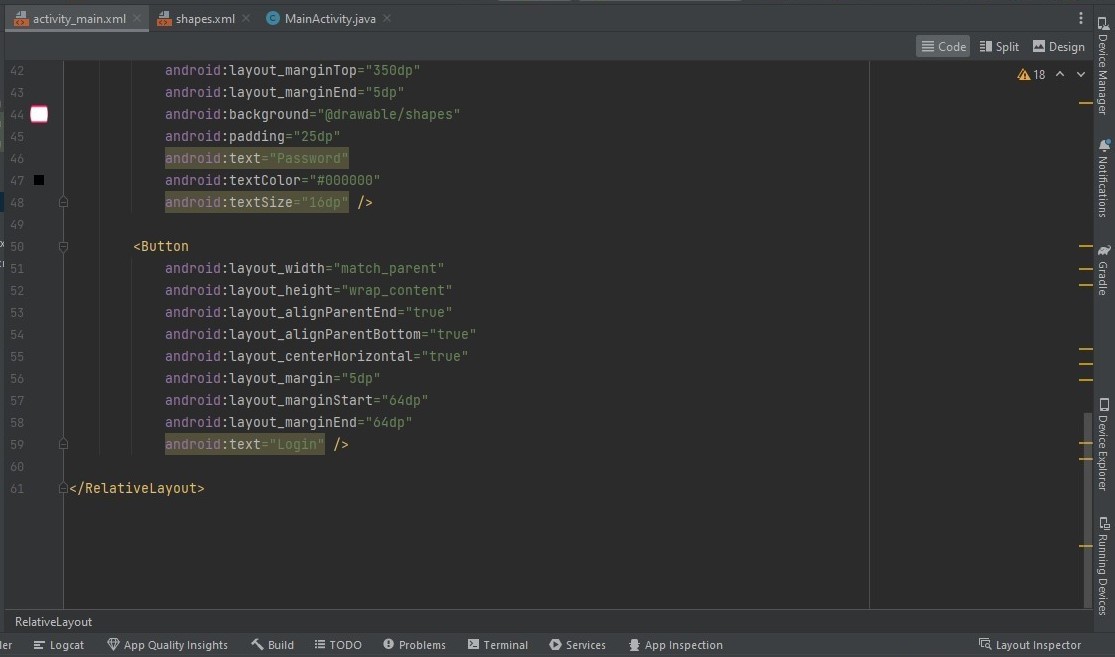 activity_main.xml shapes.xml MainActivity.java
Code Split Design
18
42 android:layout_marginTop="350dp"
43 android:layout_marginEnd="5dp"
44 android:background="@drawable/shapes"
45 android:padding="25dp"
46 android:text="Password"
47 android:textColor="#000000"
48 android:textSize="16dp" />
49
50 <Button
51 android:layout_width="match_parent"
52 android:layout_height="wrap_content"
53 android:layout_alignParentEnd="true"
54 android:layout_alignParentBottom="true"
55 android:layout_centerHorizontal="true"
56 android:layout_margin="5dp"
57 android:layout_marginStart="64dp"
58 android:layout_marginEnd="64dp"
59 android:text="Login" />
60
61 </RelativeLayout>
RelativeLayout
Logcat App Quality Insights Build TODO Problems Terminal Services App Inspection Layout Inspector
Device Manager
Notifications
Gradle
Device Explorer
Running Devices